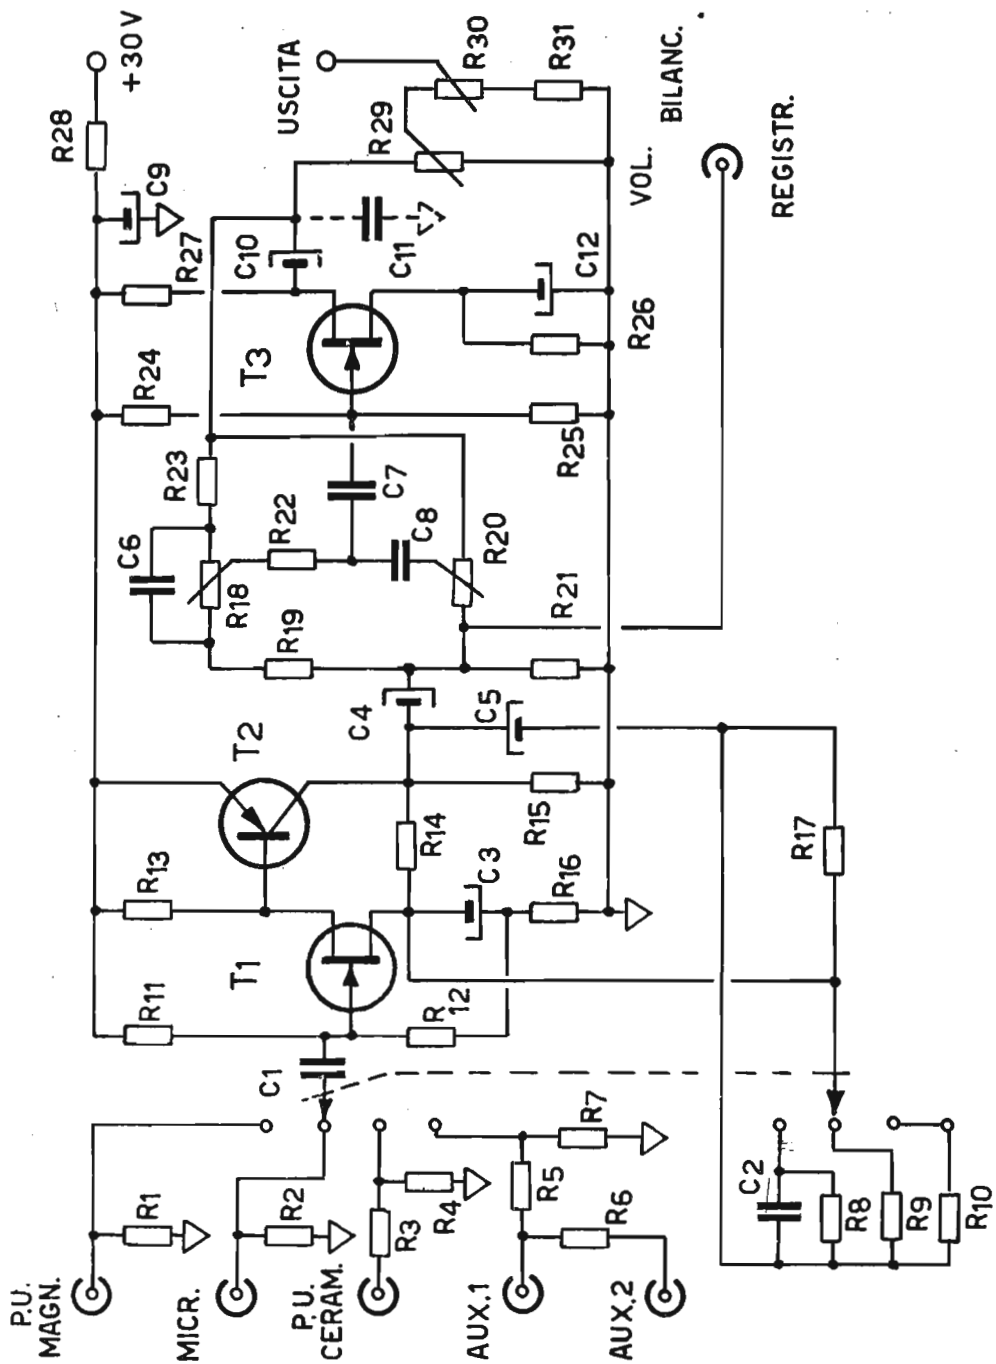 P.U.
MAGN.
MICR.
P.U.
CERAM.
AUX.1
AUX.2
R1
R2
R3
R4
R5
R6
R7
C1
C2
R8
R9
R10
R11
R
12
T1
R13
T2
R14
C3
R16
R15
R17
C4
C5
R19
R18
C6
R21
R20
R22
C8
C7
R23
R24
R25
T3
R27
R26
C12
C10
C11
C9
R28
+30V
USCITA
R29
R30
R31
VOL.
BILANC.
REGISTR.